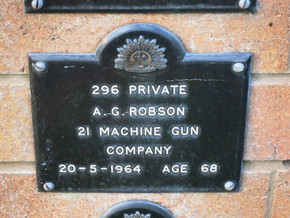 296 PRIVATE
A.G. ROBSON
21 MACHINE GUN
COMPANY
20-5-1964 AGE 68